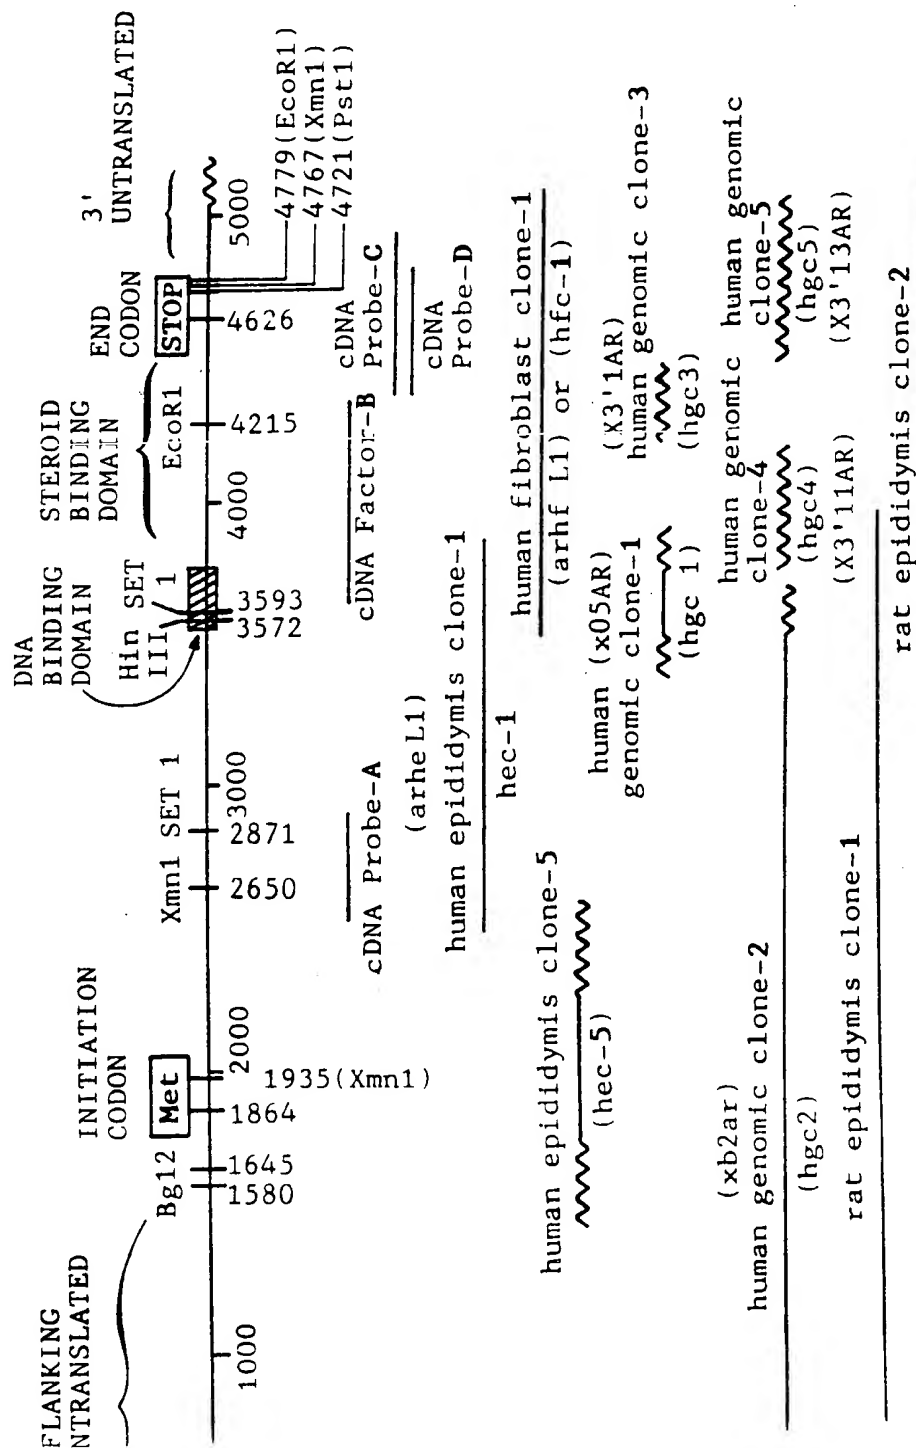 FLANKING
NTRANSLATED
INITIATION
CODON
DNA
BINDING
DOMAIN
STEROID
BINDING
DOMAIN
END
CODON
3'
UNTRANSLATED
Bg12
Met
Xmn1 SET 1
Hin SET
III 1
EcoR1
STOP
1000
1580
1645
1864
1935(Xmn1)
2000
2650
2871
3000
3572
3593
4000
4215
4626
5000
4779(EcoR1)
4767(Xmn1)
4721(Pst1)
cDNA Probe-A
cDNA Factor-B
cDNA
Probe-C
cDNA
Probe-D
(arheL1)
human epididymis clone-1
hec-1
human fibroblast clone-1
(arhf L1) or (hfc-1)
human epididymis clone-5
(hec-5)
human (x05AR)
genomic clone-1
(hgc 1)
(X3'1AR)
human genomic clone-3
(hgc3)
(xb2ar)
human genomic clone-2
(hgc2)
human genomic
clone-4
(hgc4)
(X3'11AR)
human genomic
clone-5
(hgc5)
(X3'13AR)
rat epididymis clone-1
rat epididymis clone-2